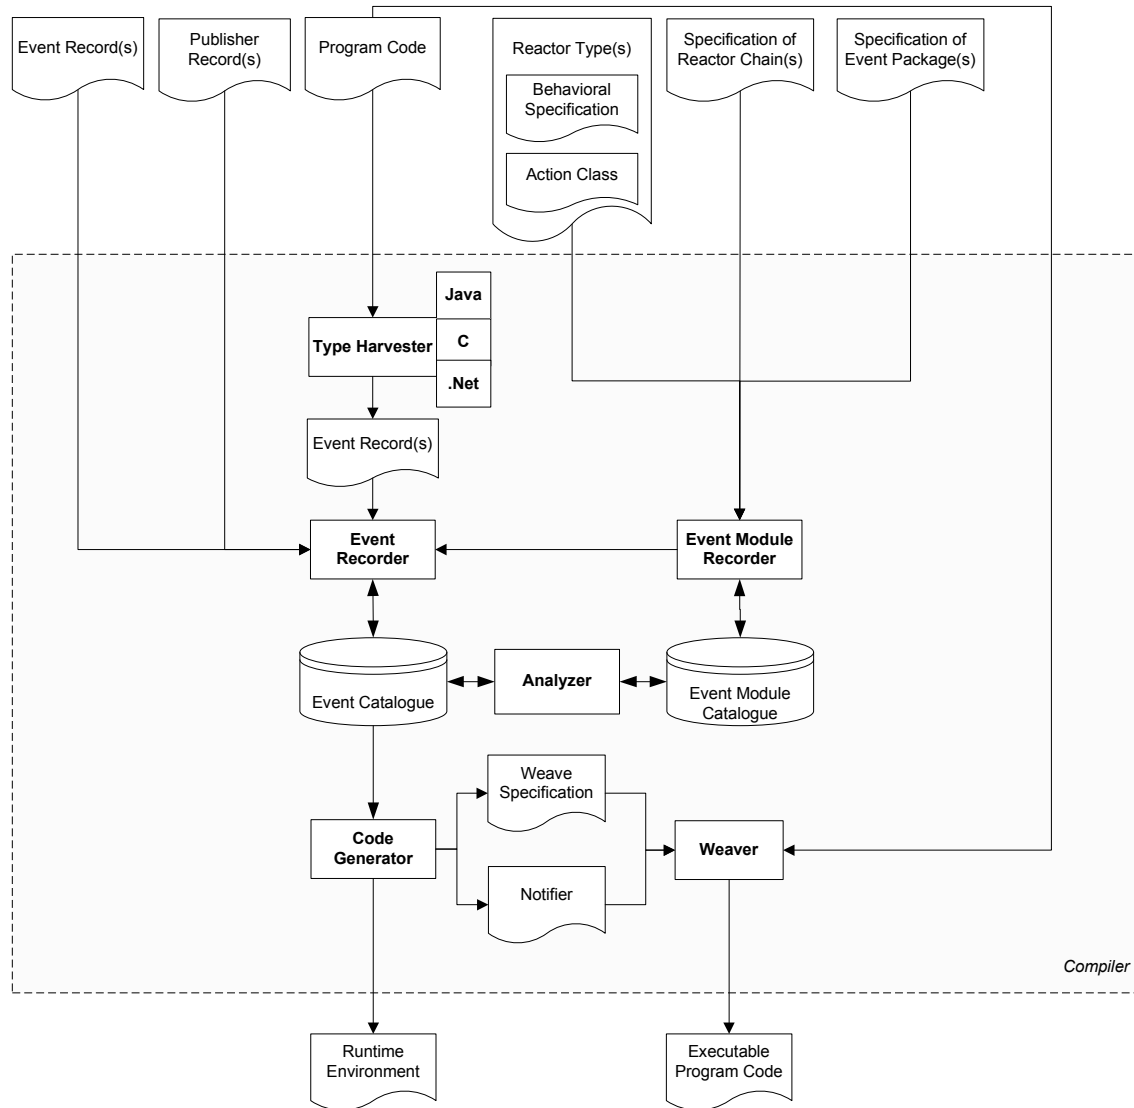 Event Record(s)
Publisher
Record(s)
Program Code
Reactor Type(s)
Behavioral
Specification
Action Class
Specification of
Reactor Chain(s)
Specification of
Event Package(s)
Java
Type Harvester
C
.Net
Event Record(s)
Event
Recorder
Event Module
Recorder
Event Catalogue
Analyzer
Event Module
Catalogue
Weave
Specification
Code
Generator
Weaver
Notifier
Compiler
Runtime
Environment
Executable
Program Code